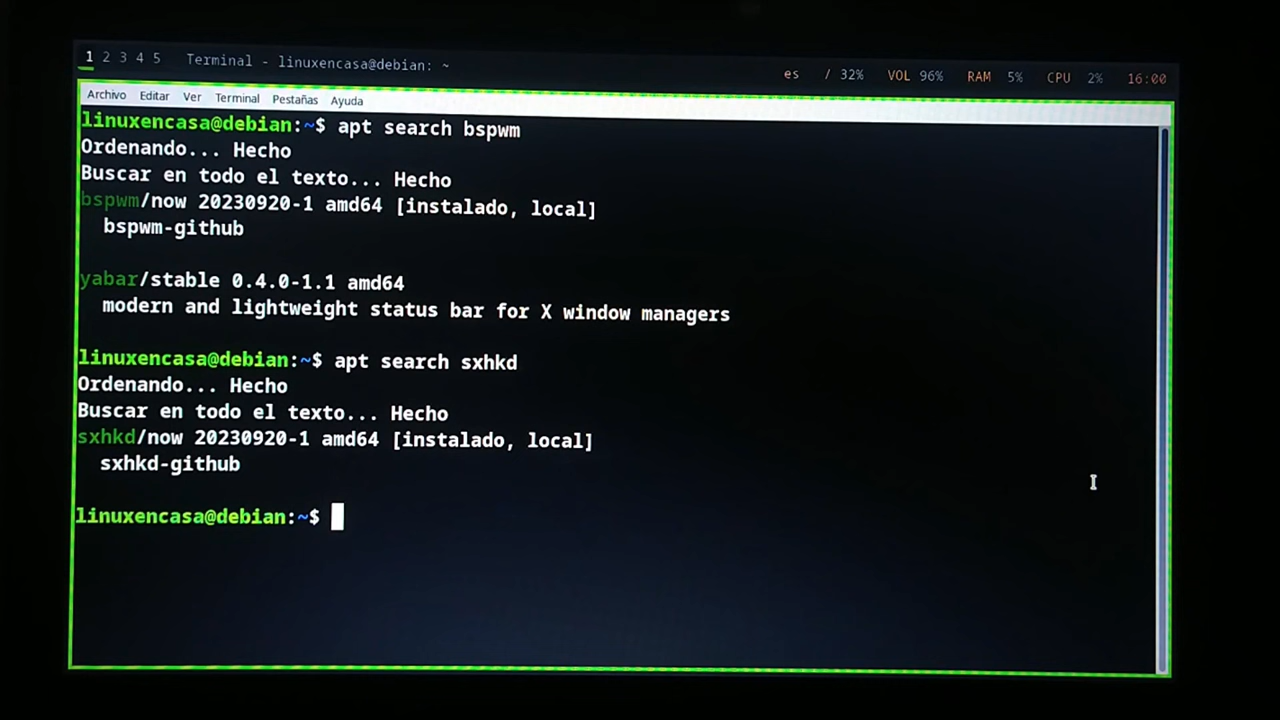 1 2 3 4 5 Terminal - linuxencasa@debian: ~
es / 32% VOL 96% RAM 5% CPU 2% 16:00
Archivo Editar Ver Terminal Pestañas Ayuda
linuxencasa@debian:~$ apt search bspwm
Ordenando... Hecho
Buscar en todo el texto... Hecho
bspwm/now 20230920-1 amd64 [instalado, local]
bspwm-github
yabar/stable 0.4.0-1.1 amd64
modern and lightweight status bar for X window managers
linuxencasa@debian:~$ apt search sxhkd
Ordenando... Hecho
Buscar en todo el texto... Hecho
sxhkd/now 20230920-1 amd64 [instalado, local]
sxhkd-github
linuxencasa@debian:~$